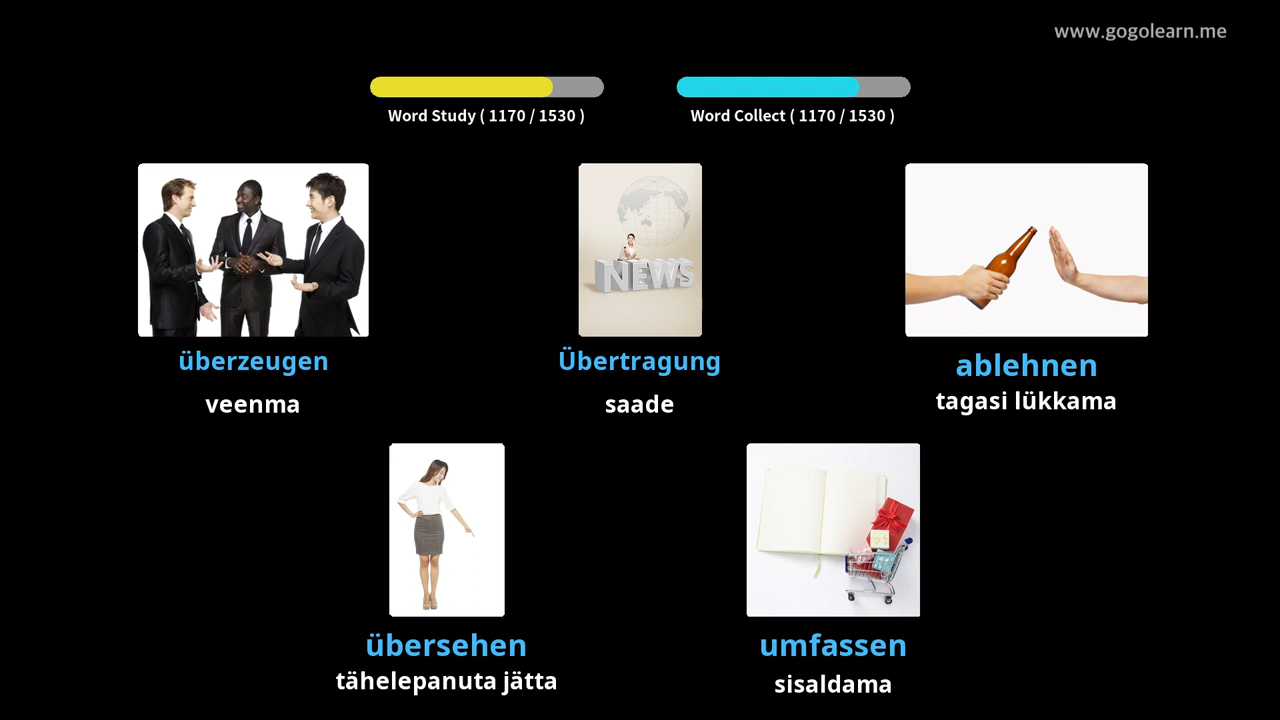 www.gogolearn.me
Word Study ( 1170 / 1530 )
Word Collect ( 1170 / 1530 )
NEWS
überzeugen
veenma
Übertragung
saade
ablehnen
tagasi lükkama
übersehen
tähelepanuta jätta
umfassen
sisaldama